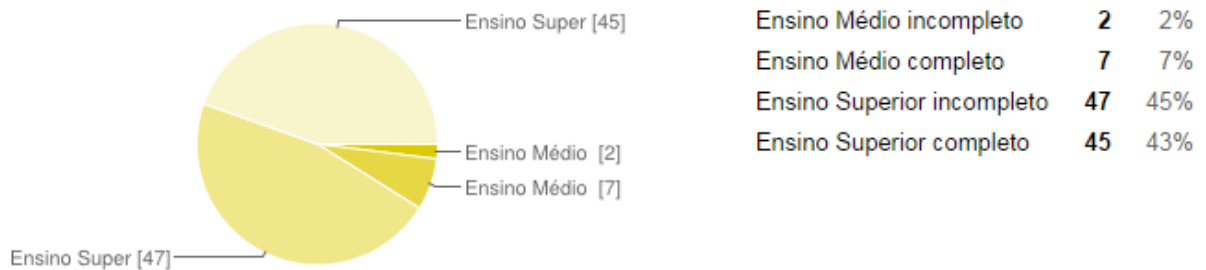 Ensino Super [45]
Ensino Médio [2]
Ensino Médio [7]
Ensino Super [47]
Ensino Médio incompleto 2 2%
Ensino Médio completo 7 7%
Ensino Superior incompleto 47 45%
Ensino Superior completo 45 43%